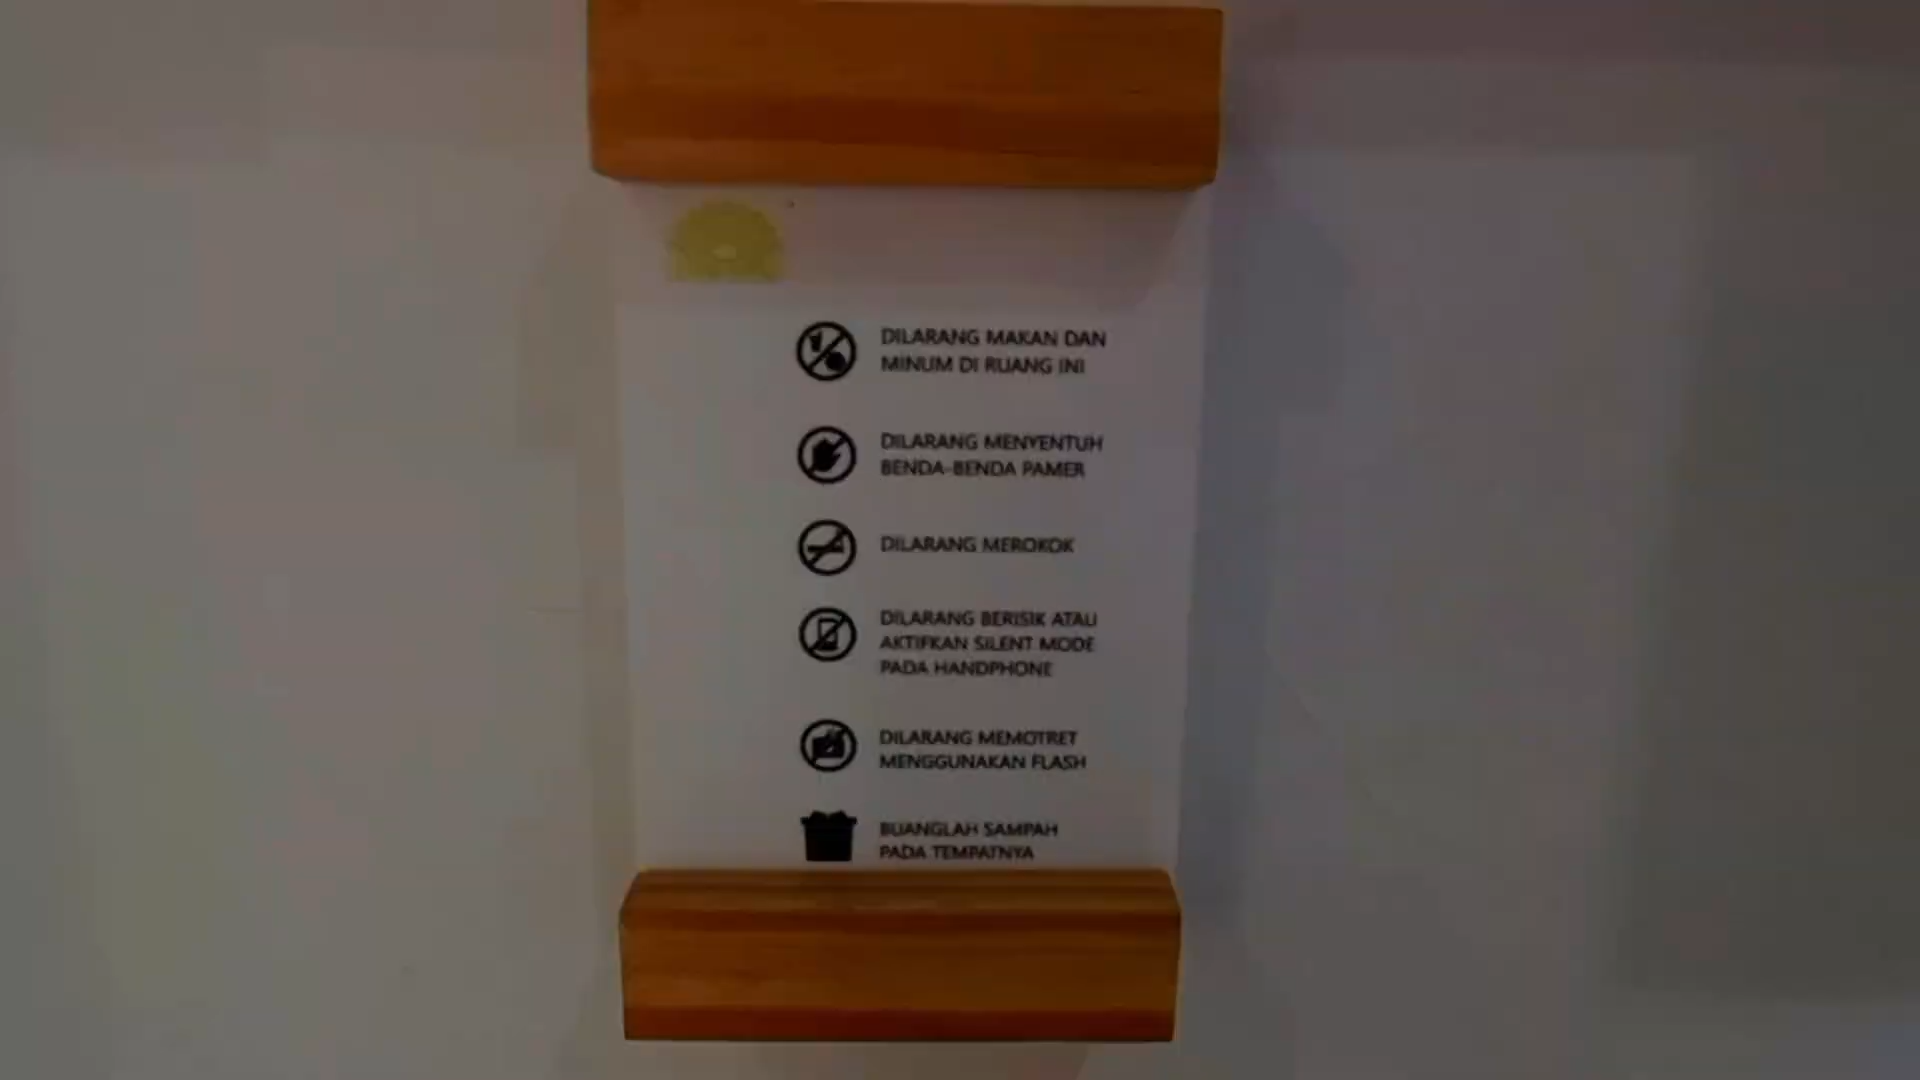 DILARANG MAKAN DAN
MINUM DI RUANG INI
DILARANG MENYENTUH
BENDA-BENDA PAMER
DILARANG MEROKOK
DILARANG BERISIK ATAU
AKTIFKAN SILENT MODE
PADA HANDPHONE
DILARANG MEMOTRET
MENGGUNAKAN FLASH
BUANGLAH SAMPAH
PADA TEMPATNYA